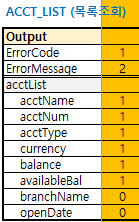 ACCT_LIST (목록조회)
Output
ErrorCode 1
ErrorMessage 2
acctList
acctName 1
acctNum 1
acctType 1
currency 1
balance 1
availableBal 1
branchName 0
openDate 0